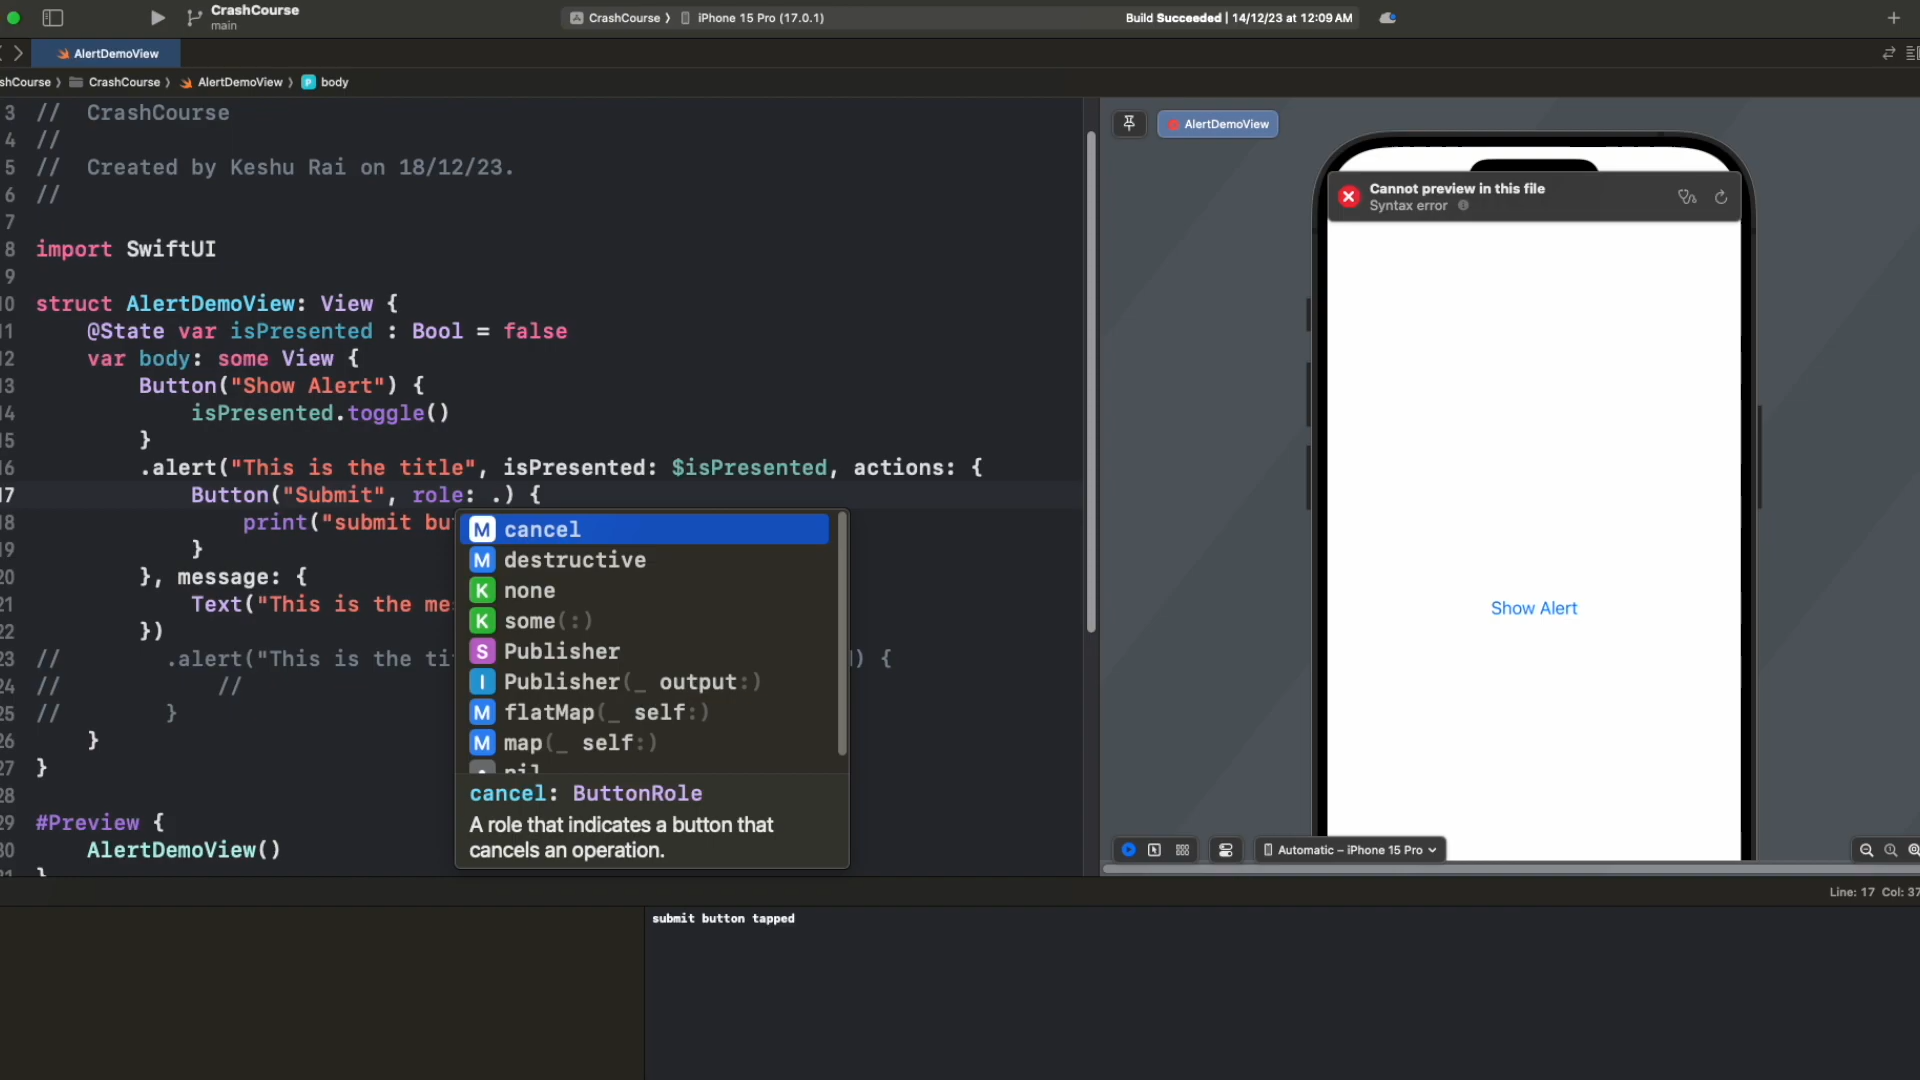 CrashCourse
main
CrashCourse 〉 iPhone 15 Pro (17.0.1)
Build Succeeded | 14/12/23 at 12:09 AM
AlertDemoView
shCourse 〉 CrashCourse 〉 AlertDemoView 〉 P body
3 // CrashCourse
4 //
5 // Created by Keshu Rai on 18/12/23.
6 //
7
8 import SwiftUI
9
10 struct AlertDemoView: View {
11 @State var isPresented : Bool = false
12 var body: some View {
13 Button("Show Alert") {
14 isPresented.toggle()
15 }
16 .alert("This is the title", isPresented: $isPresented, actions: {
17 Button("Submit", role: .) {
18 print("submit bu
19 }
20 }, message: {
21 Text("This is the me
22 })
23 // .alert("This is the ti ) {
24 // //
25 // }
26 }
27 }
28
29 #Preview {
30 AlertDemoView()
31 }
M cancel
M destructive
K none
K some(:)
S Publisher
I Publisher(_ output:)
M flatMap(_ self:)
M map(_ self:)
nil
cancel: ButtonRole
A role that indicates a button that
cancels an operation.
AlertDemoView
Cannot preview in this file
Syntax error
Show Alert
Automatic – iPhone 15 Pro
Line: 17 Col: 37
submit button tapped